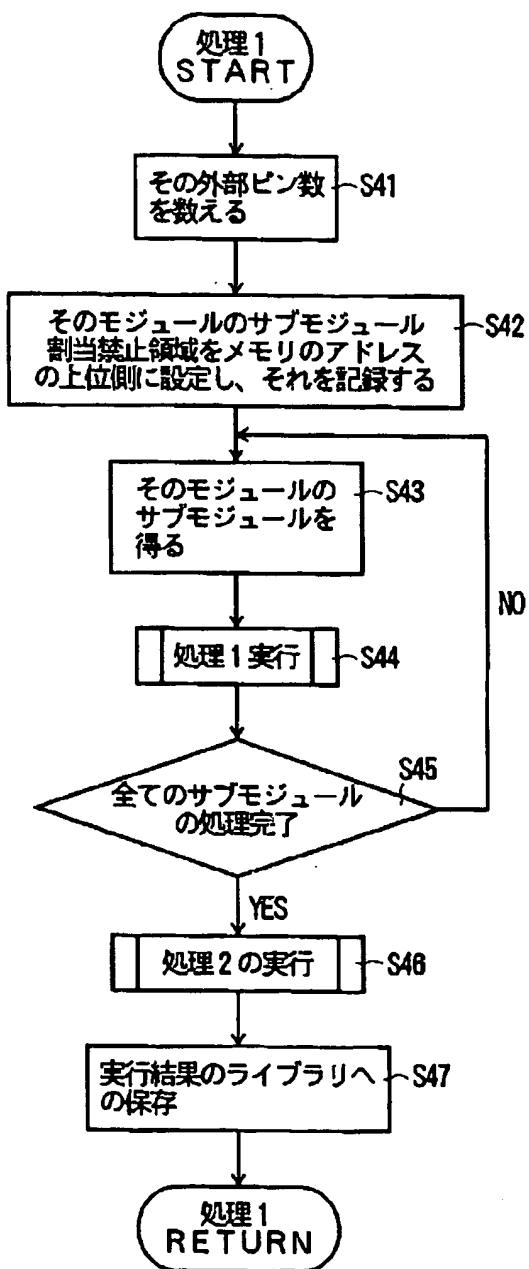 処理1
START
その外部ピン数
を数える
S41
そのモジュールのサブモジュール
割当禁止領域をメモリのアドレス
の上位側に設定し、それを記録する
S42
そのモジュールの
サブモジュールを
得る
S43
NO
処理1実行
S44
全てのサブモジュール
の処理完了
S45
YES
処理2の実行
S46
実行結果のライブラリへ
の保存
S47
処理1
RETURN